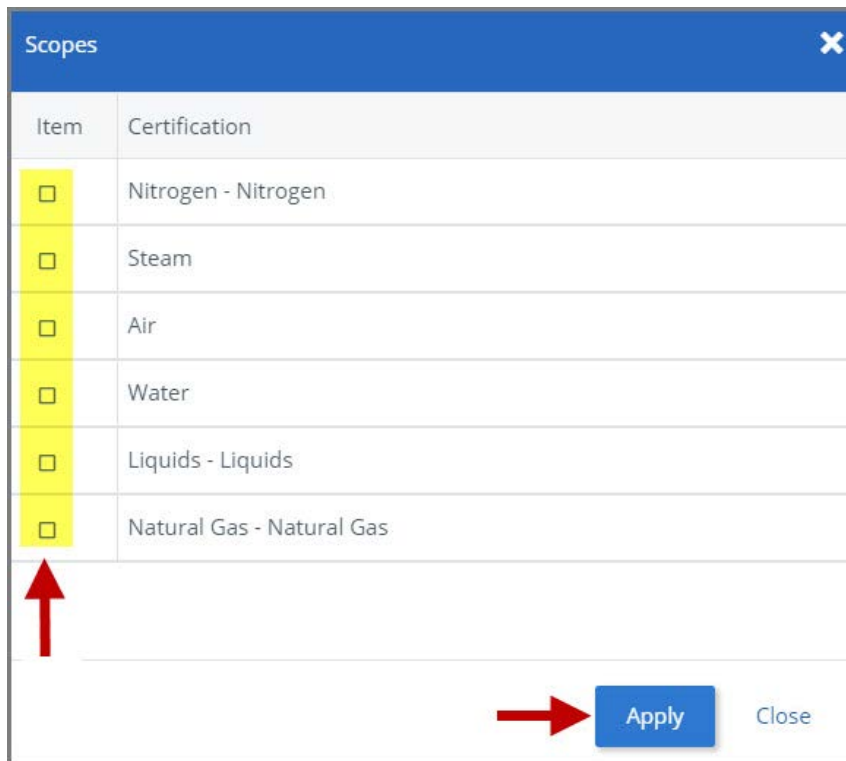 Scopes
Item Certification
Nitrogen - Nitrogen
Steam
Air
Water
Liquids - Liquids
Natural Gas - Natural Gas
Apply Close